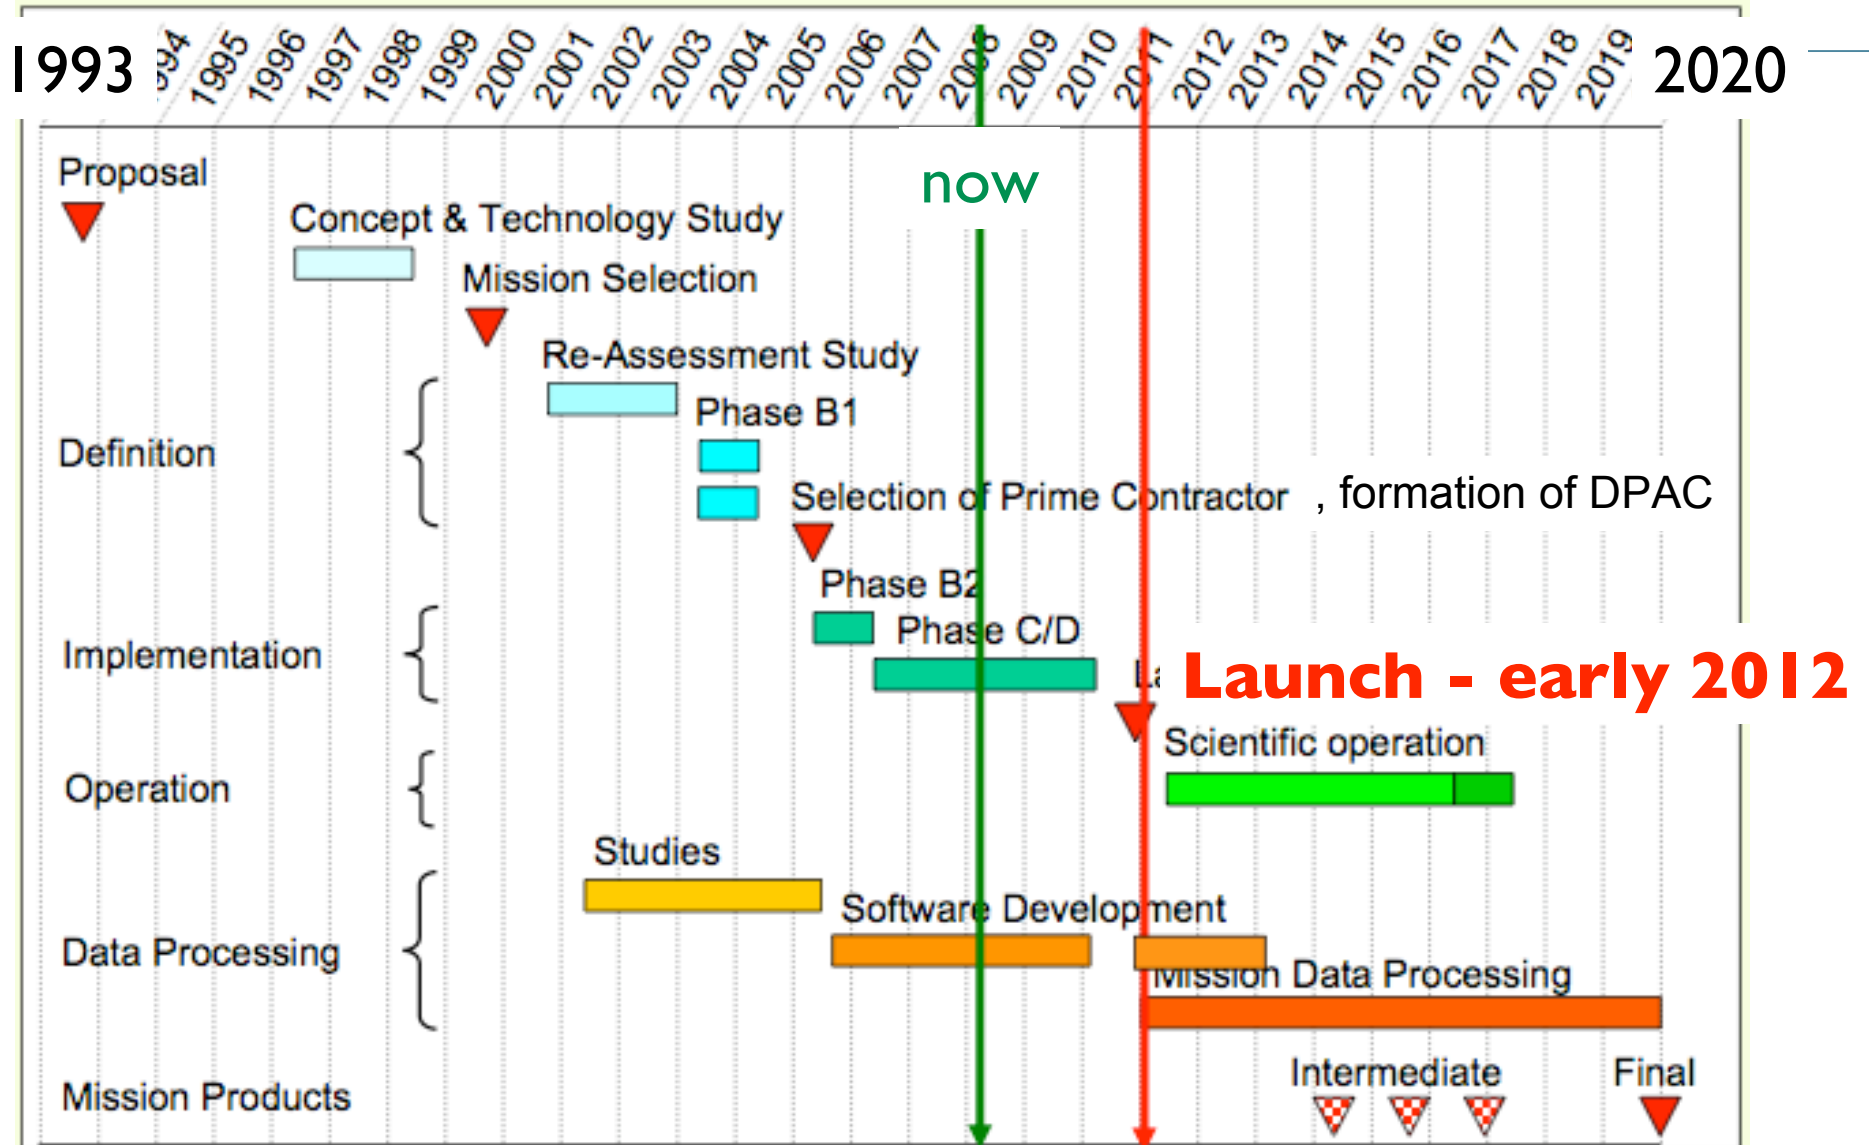 1993 1995 1996 1997 1998 1999 2000 2001 2002 2003 2004 2005 2006 2007 2008 2009 2010 2011 2012 2013 2014 2015 2016 2017 2018 2019 2020
Proposal
now
Concept & Technology Study
Mission Selection
Re-Assessment Study
Phase B1
Definition
Selection of Prime Contractor , formation of DPAC
Phase B2
Phase C/D
Implementation
Launch - early 2012
Scientific operation
Operation
Studies
Software Development
Data Processing
Mission Data Processing
Intermediate Final
Mission Products